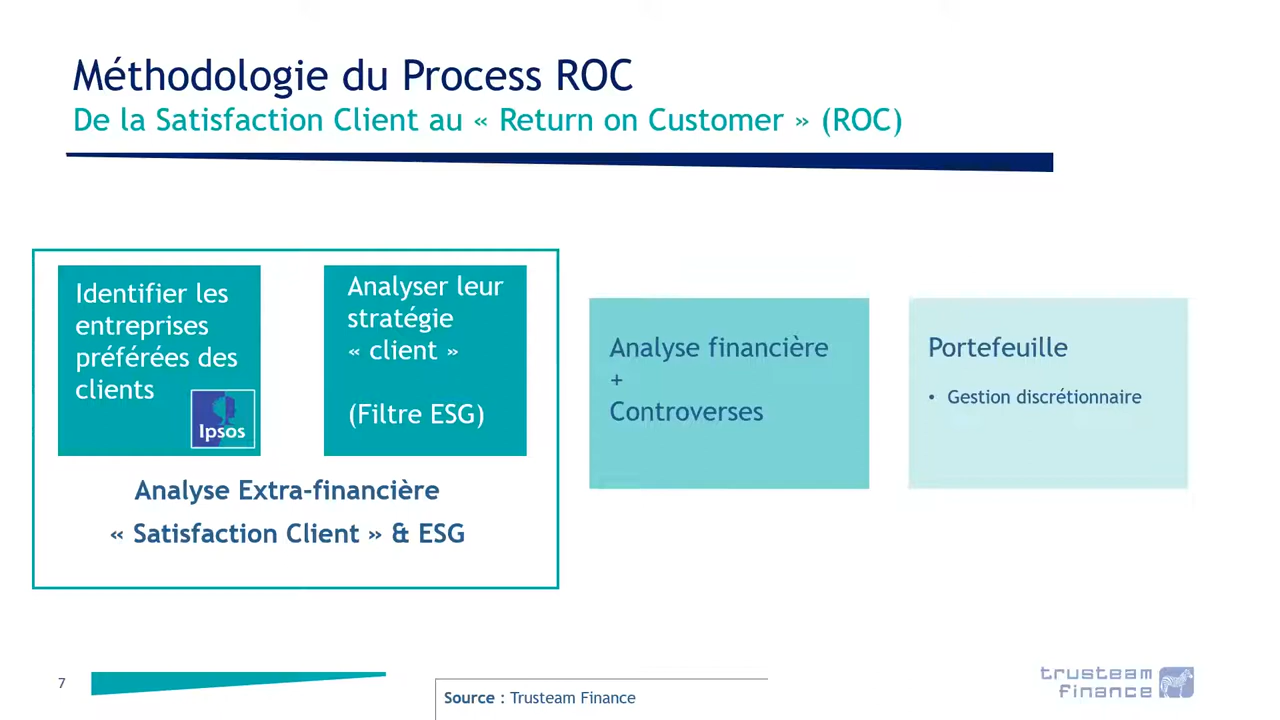 Méthodologie du Process ROC
De la Satisfaction Client au « Return on Customer » (ROC)
Identifier les
entreprises
préférées des
clients
Ipsos
Analyser leur
stratégie
« client »
(Filtre ESG)
Analyse Extra-financière
« Satisfaction Client » & ESG
Analyse financière
+
Controverses
Portefeuille
• Gestion discrétionnaire
7
Source : Trusteam Finance
trusteam
finance